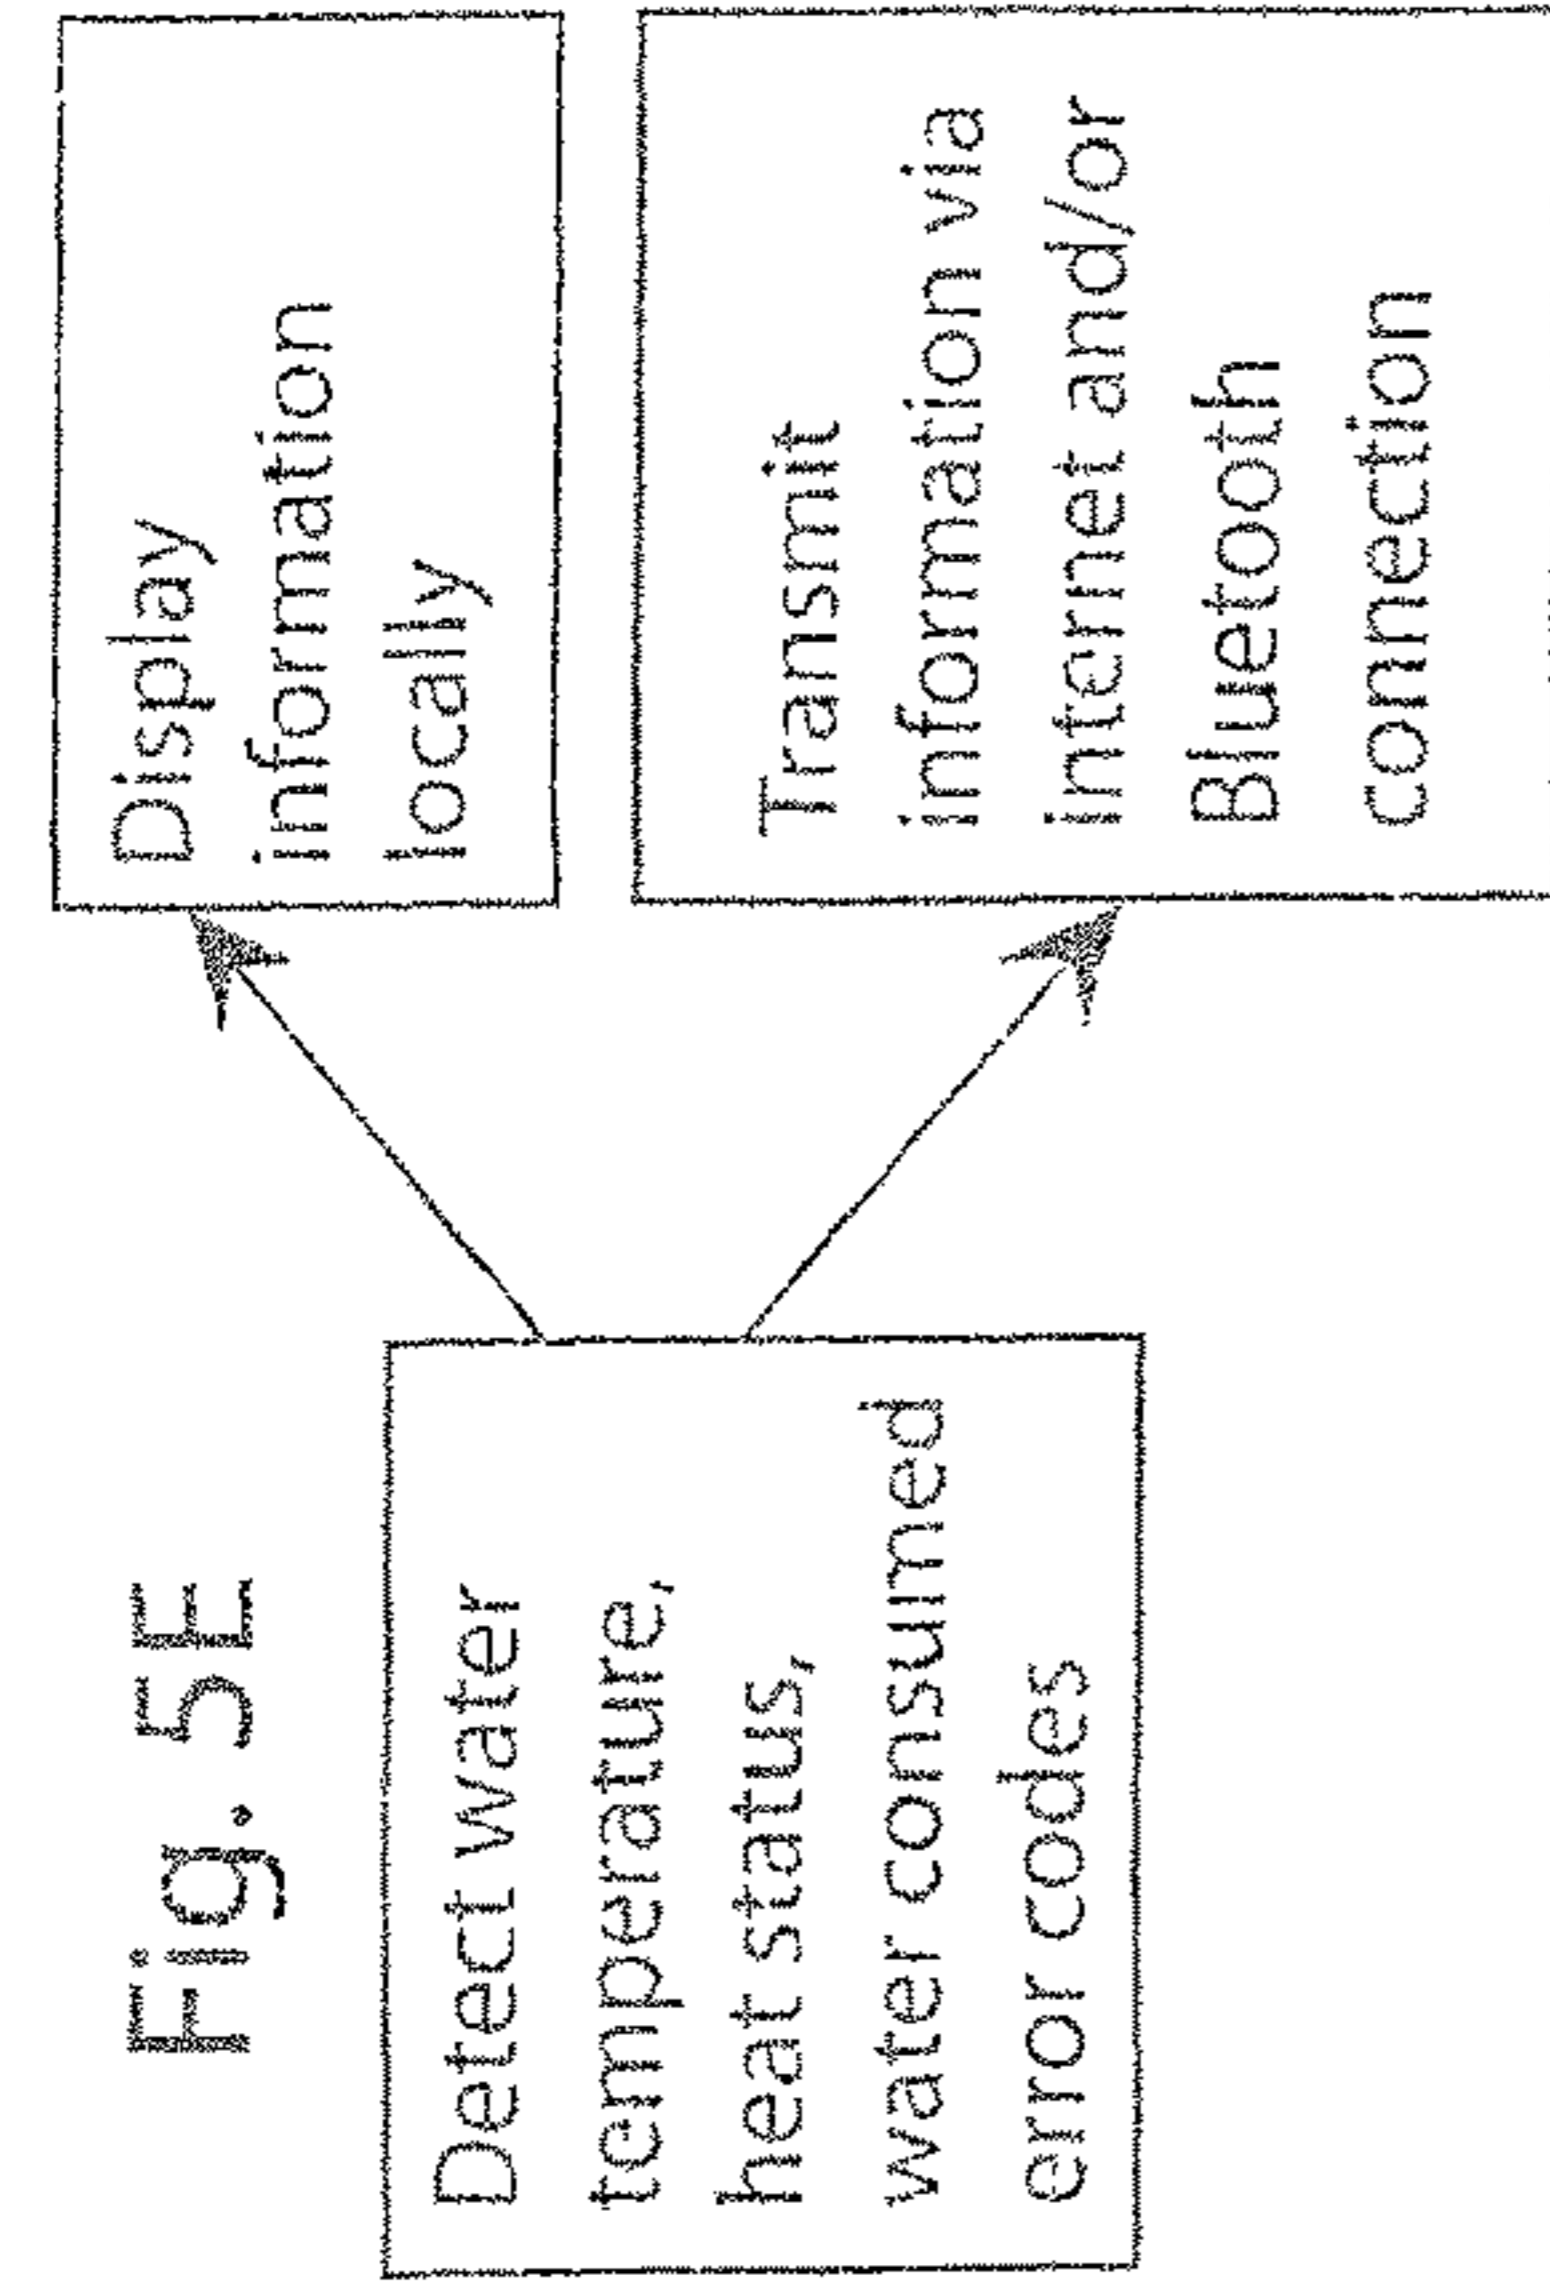 Fig. 5E
Detect water
temperature,
heat status,
water consumed
error codes
Display
information
locally
Transmit
information via
internet and/or
Bluetooth
connection